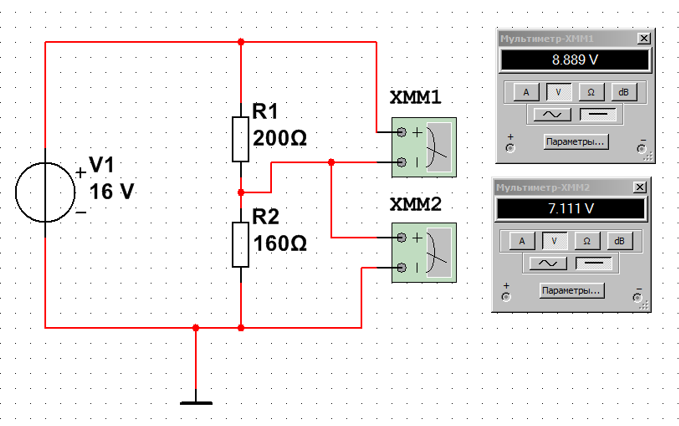 V1
16 V
+
−
R1
200Ω
R2
160Ω
XMM1
+
XMM2
+
Мультиметр-XMM1
8.889 V
A V Ω dB
Параметры...
+ −
Мультиметр-XMM2
7.111 V
A V Ω dB
Параметры...
+ −